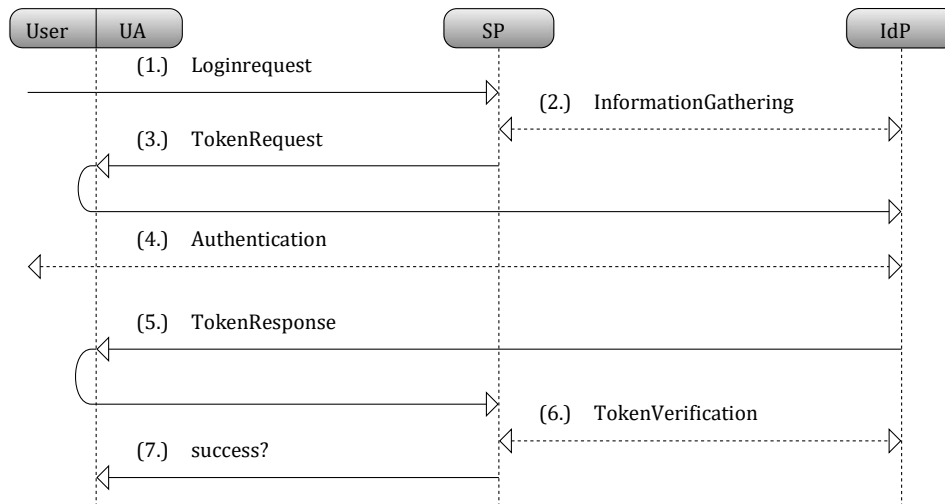 User UA SP IdP
(1.) Loginrequest
(2.) InformationGathering
(3.) TokenRequest
(4.) Authentication
(5.) TokenResponse
(6.) TokenVerification
(7.) success?